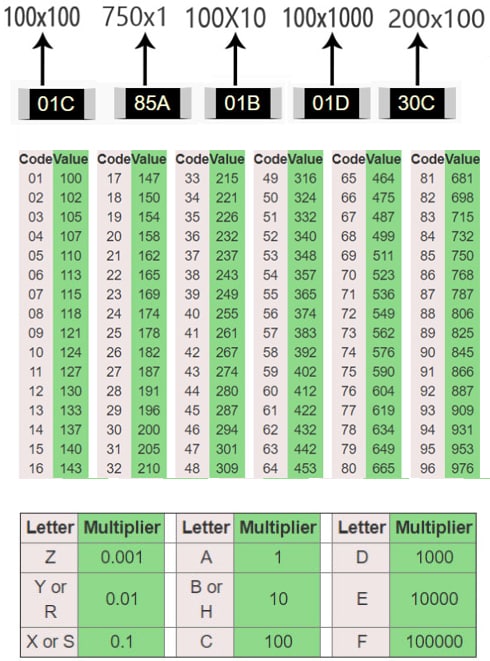 100x100 750x1 100X10 100x1000 200x100
01C 85A 01B 01D 30C
Code Value Code Value Code Value Code Value Code Value Code Value
01 100 17 147 33 215 49 316 65 464 81 681
02 102 18 150 34 221 50 324 66 475 82 698
03 105 19 154 35 226 51 332 67 487 83 715
04 107 20 158 36 232 52 340 68 499 84 732
05 110 21 162 37 237 53 348 69 511 85 750
06 113 22 165 38 243 54 357 70 523 86 768
07 115 23 169 39 249 55 365 71 536 87 787
08 118 24 174 40 255 56 374 72 549 88 806
09 121 25 178 41 261 57 383 73 562 89 825
10 124 26 182 42 267 58 392 74 576 90 845
11 127 27 187 43 274 59 402 75 590 91 866
12 130 28 191 44 280 60 412 76 604 92 887
13 133 29 196 45 287 61 422 77 619 93 909
14 137 30 200 46 294 62 432 78 634 94 931
15 140 31 205 47 301 63 442 79 649 95 953
16 143 32 210 48 309 64 453 80 665 96 976
Letter Multiplier Letter Multiplier Letter Multiplier
Z 0.001 A 1 D 1000
Y or R 0.01 B or H 10 E 10000
X or S 0.1 C 100 F 100000